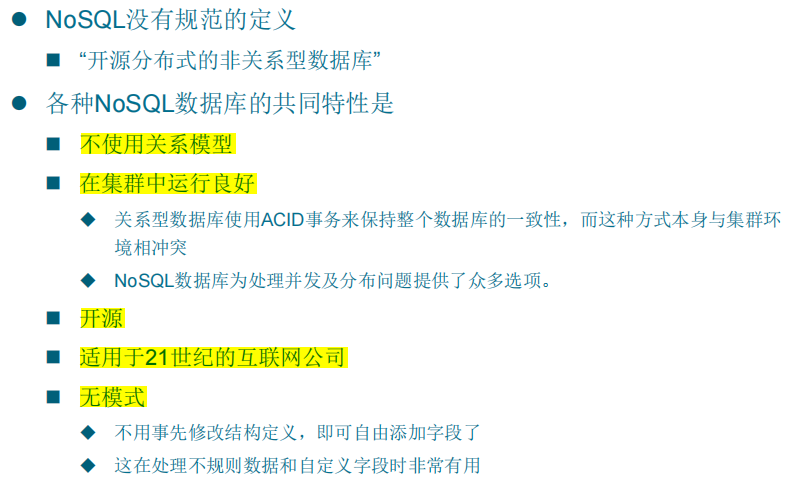 NoSQL没有规范的定义
“开源分布式的非关系型数据库”
各种NoSQL数据库的共同特性是
不使用关系模型
在集群中运行良好
关系型数据库使用ACID事务来保持整个数据库的一致性，而这种方式本身与集群环
境相冲突
NoSQL数据库为处理并发及分布问题提供了众多选项。
开源
适用于21世纪的互联网公司
无模式
不用事先修改结构定义，即可自由添加字段了
这在处理不规则数据和自定义字段时非常有用